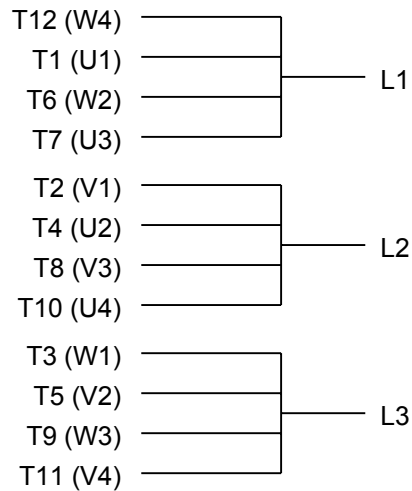 T12 (W4)
T1 (U1)
L1
T6 (W2)
T7 (U3)
T2 (V1)
T4 (U2)
L2
T8 (V3)
T10 (U4)
T3 (W1)
T5 (V2)
L3
T9 (W3)
T11 (V4)